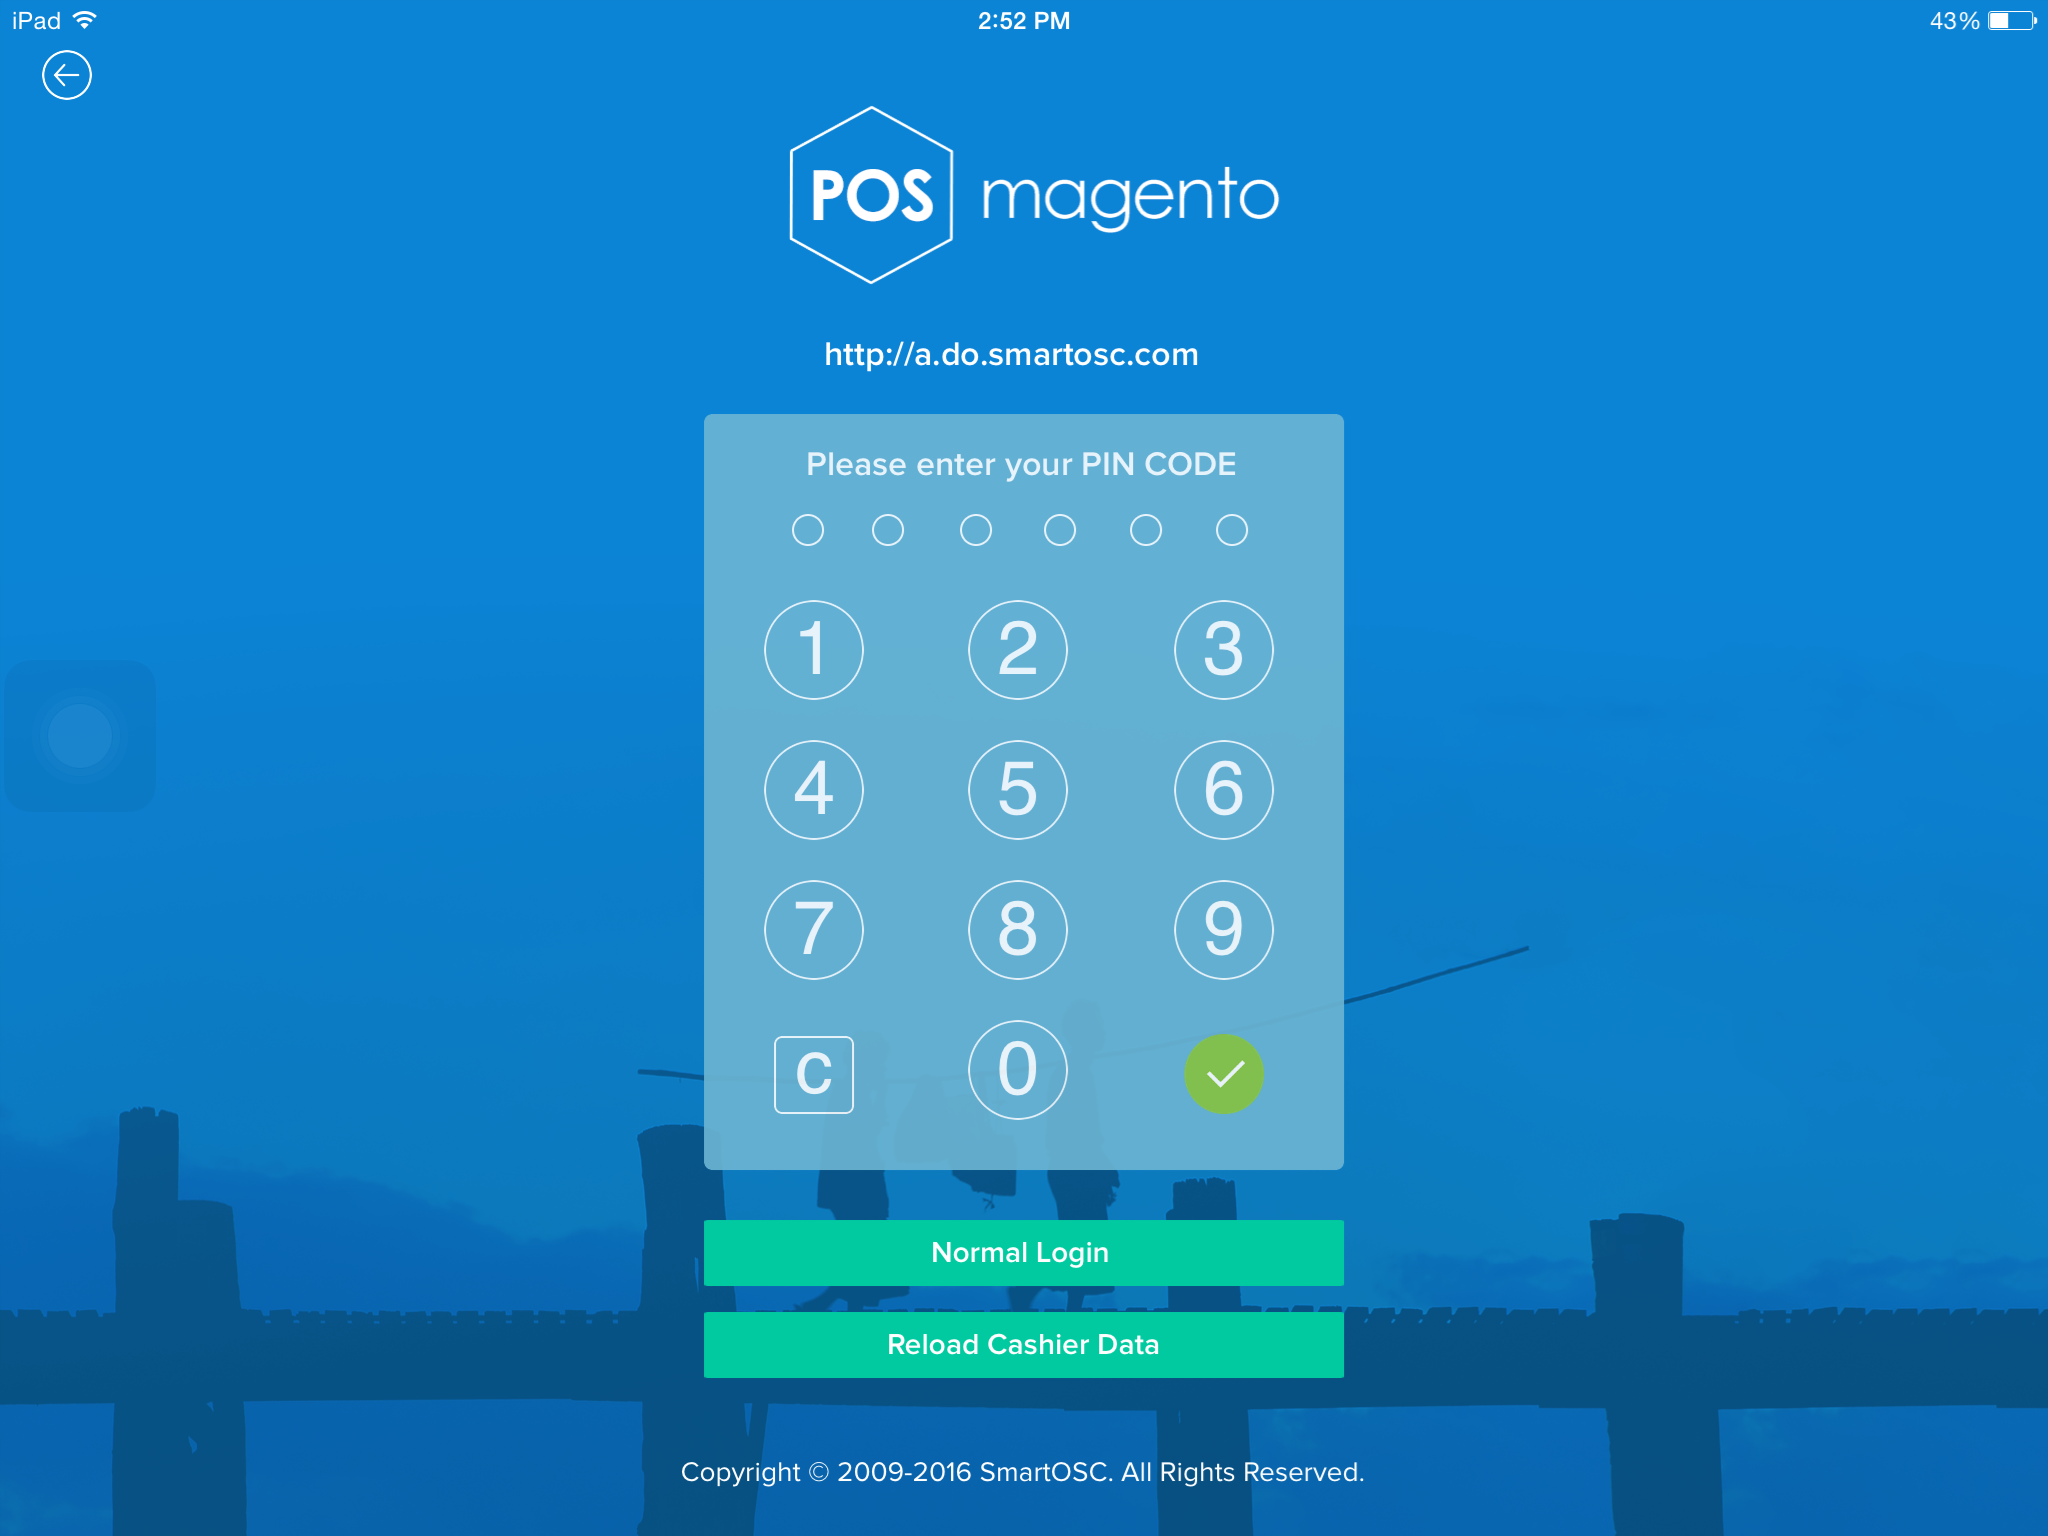 iPad 2:52 PM 43%
POS magento
http://a.do.smartosc.com
Please enter your PIN CODE
1 2 3
4 5 6
7 8 9
C 0
Normal Login
Reload Cashier Data
Copyright © 2009-2016 SmartOSC. All Rights Reserved.